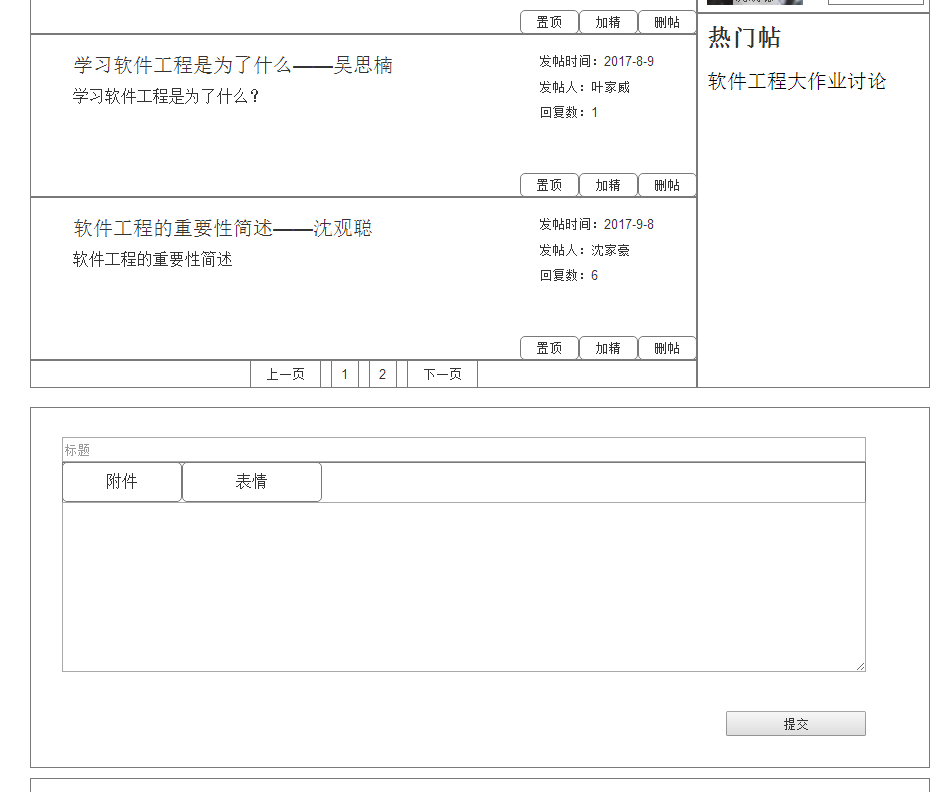 置顶 加精 删帖
学习软件工程是为了什么——吴思楠
学习软件工程是为了什么?
发帖时间：2017-8-9
发帖人：叶家威
回复数：1
置顶 加精 删帖
软件工程的重要性简述——沈观聪
软件工程的重要性简述
发帖时间：2017-9-8
发帖人：沈家豪
回复数：6
置顶 加精 删帖
上一页 1 2 下一页
热门帖
软件工程大作业讨论
标题
附件 表情
提交